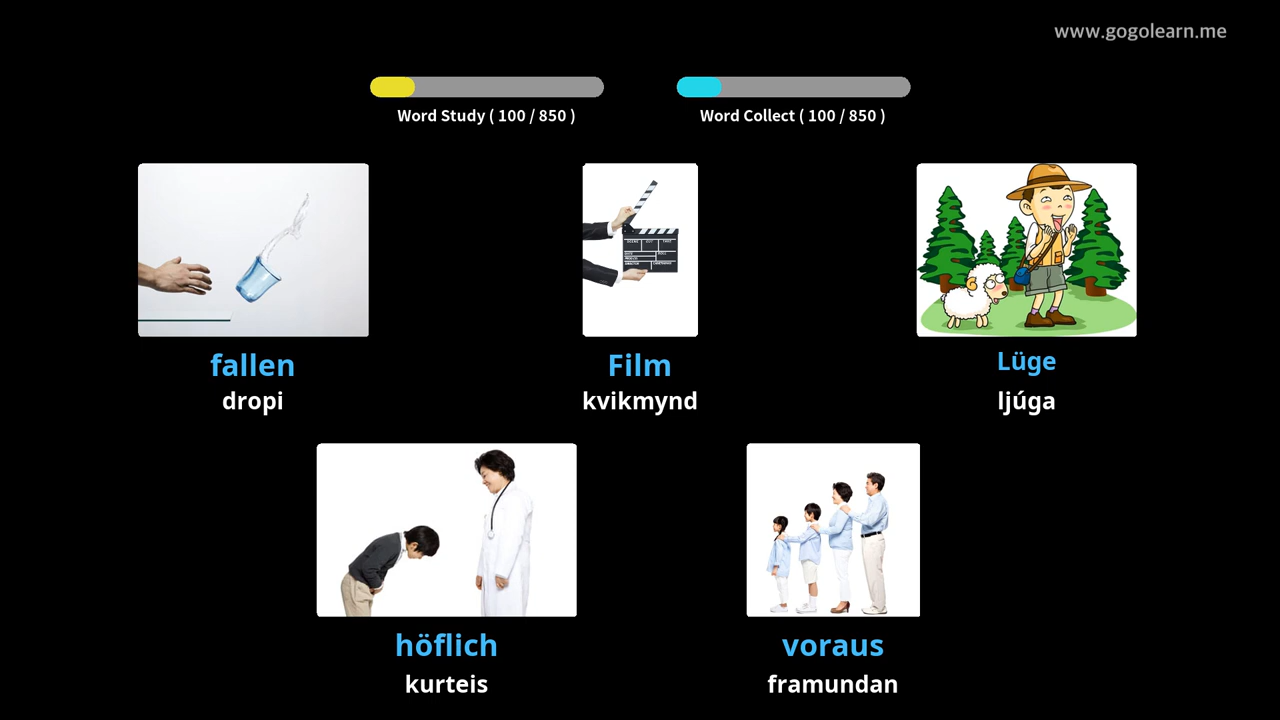 www.gogolearn.me
Word Study ( 100 / 850 )
Word Collect ( 100 / 850 )
fallen
dropi
Film
kvikmynd
Lüge
ljúga
höflich
kurteis
voraus
framundan